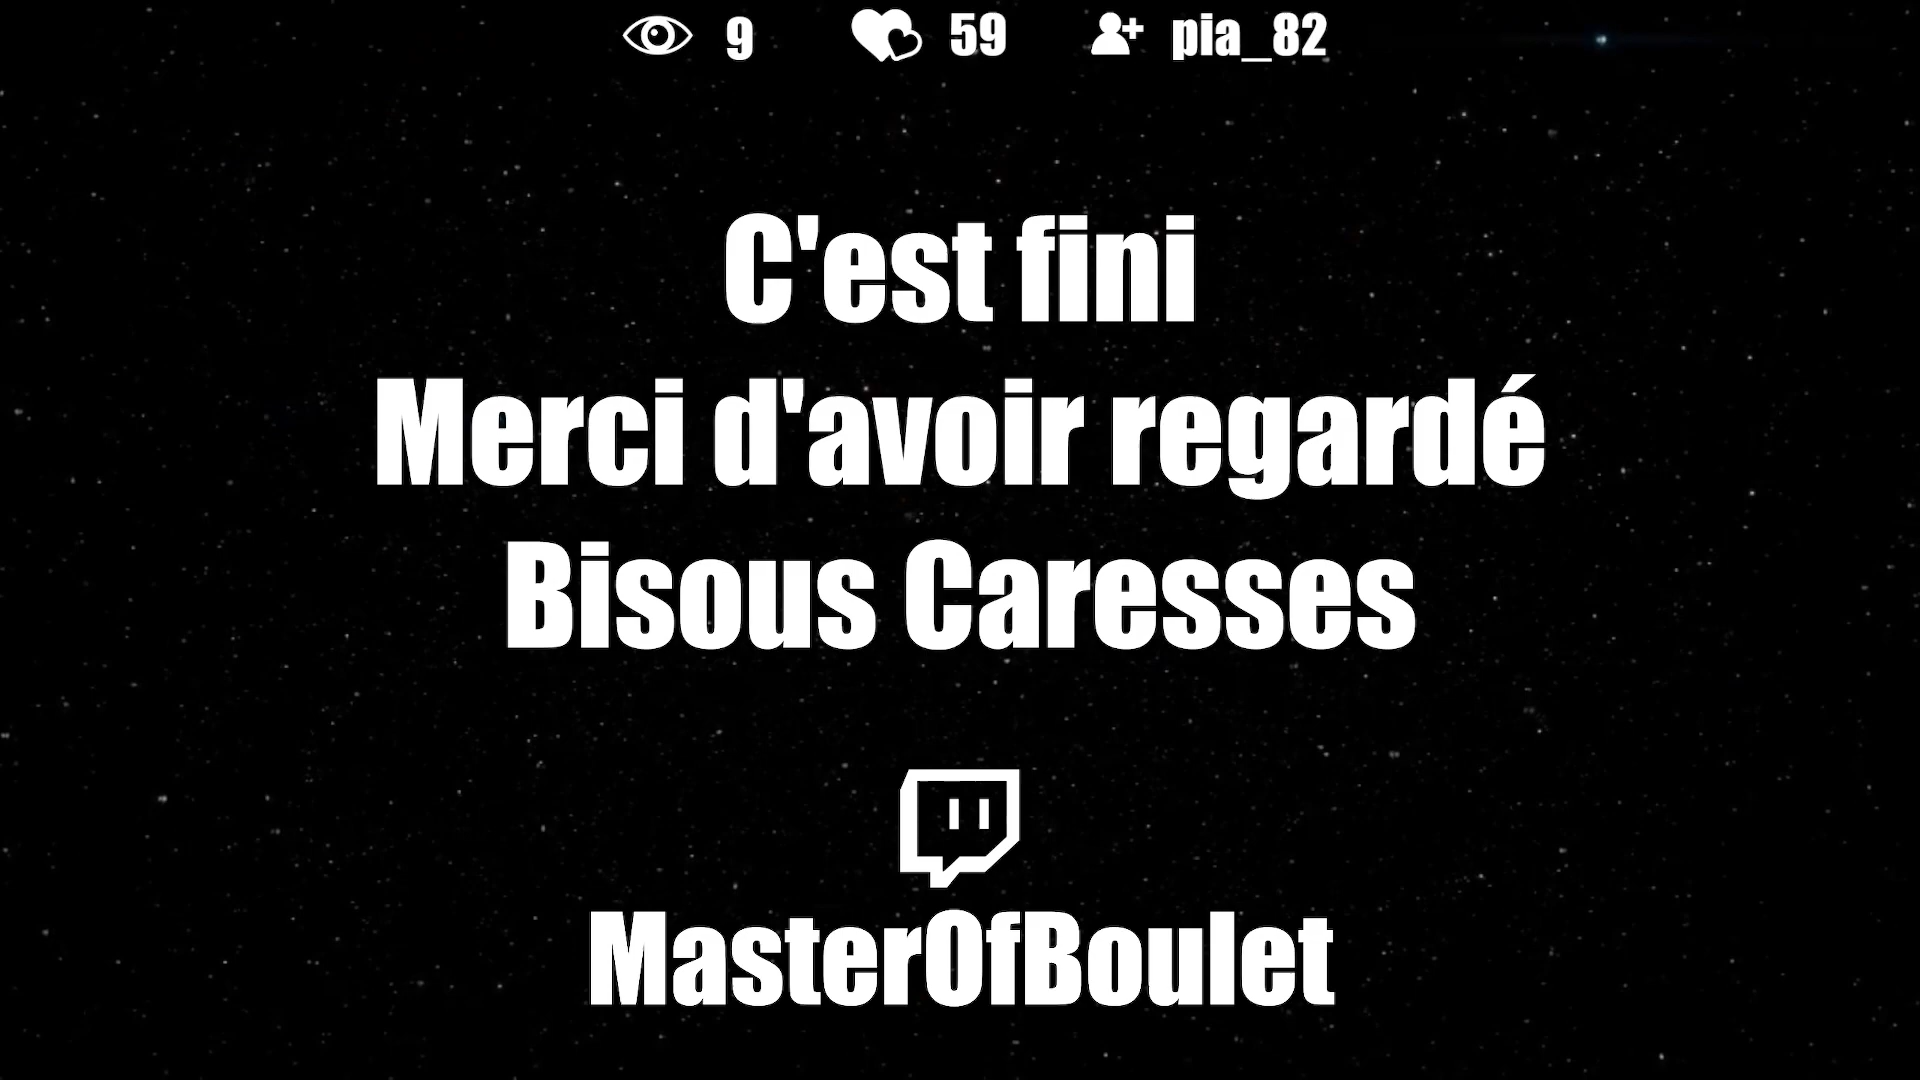 9 59 pia_82
C'est fini
Merci d'avoir regardé
Bisous Caresses
MasterOfBoulet